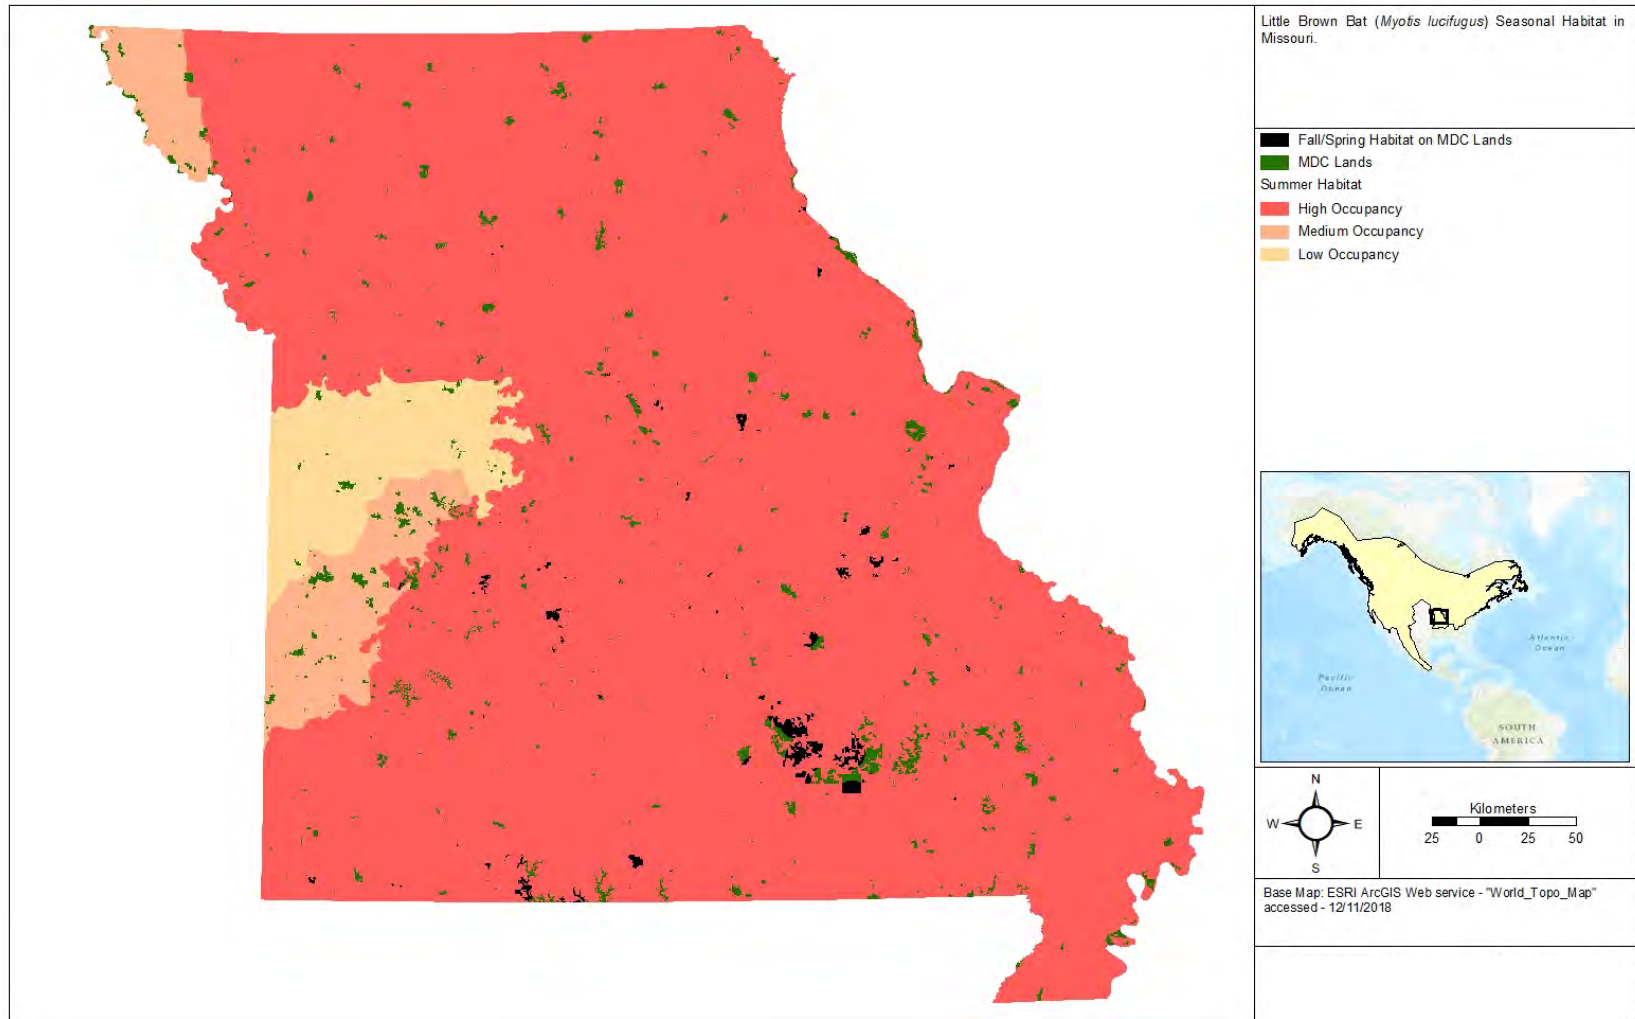 Little Brown Bat (Myotis lucifugus) Seasonal Habitat in
Missouri.
Fall/Spring Habitat on MDC Lands
MDC Lands
Summer Habitat
High Occupancy
Medium Occupancy
Low Occupancy
Atlantic
Ocean
Pacific
Ocean
SOUTH
AMERICA
N
W E
S
Kilometers
25 0 25 50
Base Map: ESRI ArcGIS Web service - "World_Topo_Map"
accessed - 12/11/2018